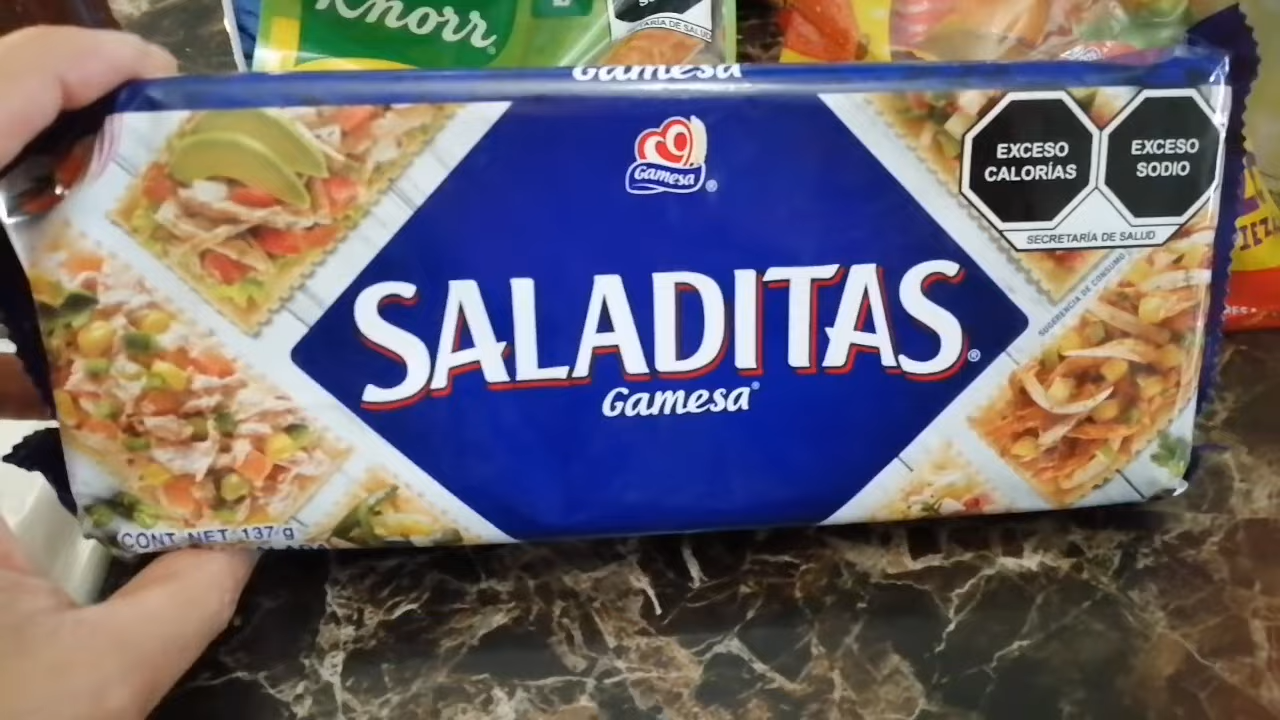 Knorr
SECRETARÍA DE SALUD
Gamesa
Gamesa
EXCESO
CALORÍAS
EXCESO
SODIO
SECRETARÍA DE SALUD
SUGERENCIA DE CONSUMO
SALADITAS
Gamesa
CONT. NET. 137 g